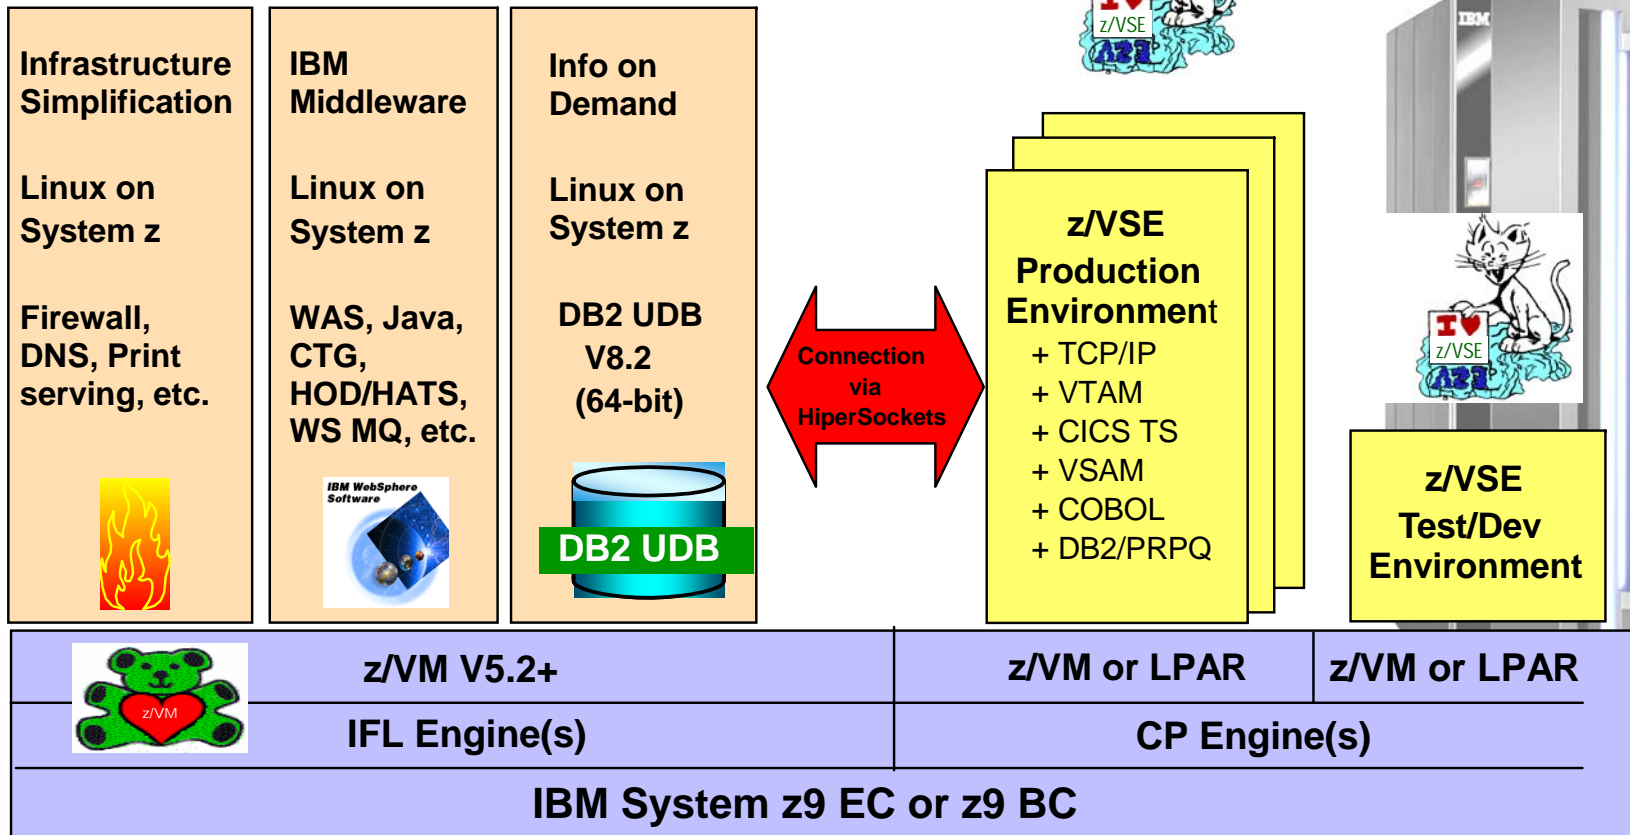 Infrastructure
Simplification
Linux on
System z
Firewall,
DNS, Print
serving, etc.
IBM
Middleware
Linux on
System z
WAS, Java,
CTG,
HOD/HATS,
WS MQ, etc.
IBM WebSphere
Software
Info on
Demand
Linux on
System z
DB2 UDB
V8.2
(64-bit)
DB2 UDB
Connection
via
HiperSockets
I ♥
z/VSE
z/VSE
Production
Environment
+ TCP/IP
+ VTAM
+ CICS TS
+ VSAM
+ COBOL
+ DB2/PRPQ
IBM
I ♥
z/VSE
z/VSE
Test/Dev
Environment
z/VM
z/VM V5.2+
z/VM or LPAR
z/VM or LPAR
IFL Engine(s)
CP Engine(s)
IBM System z9 EC or z9 BC